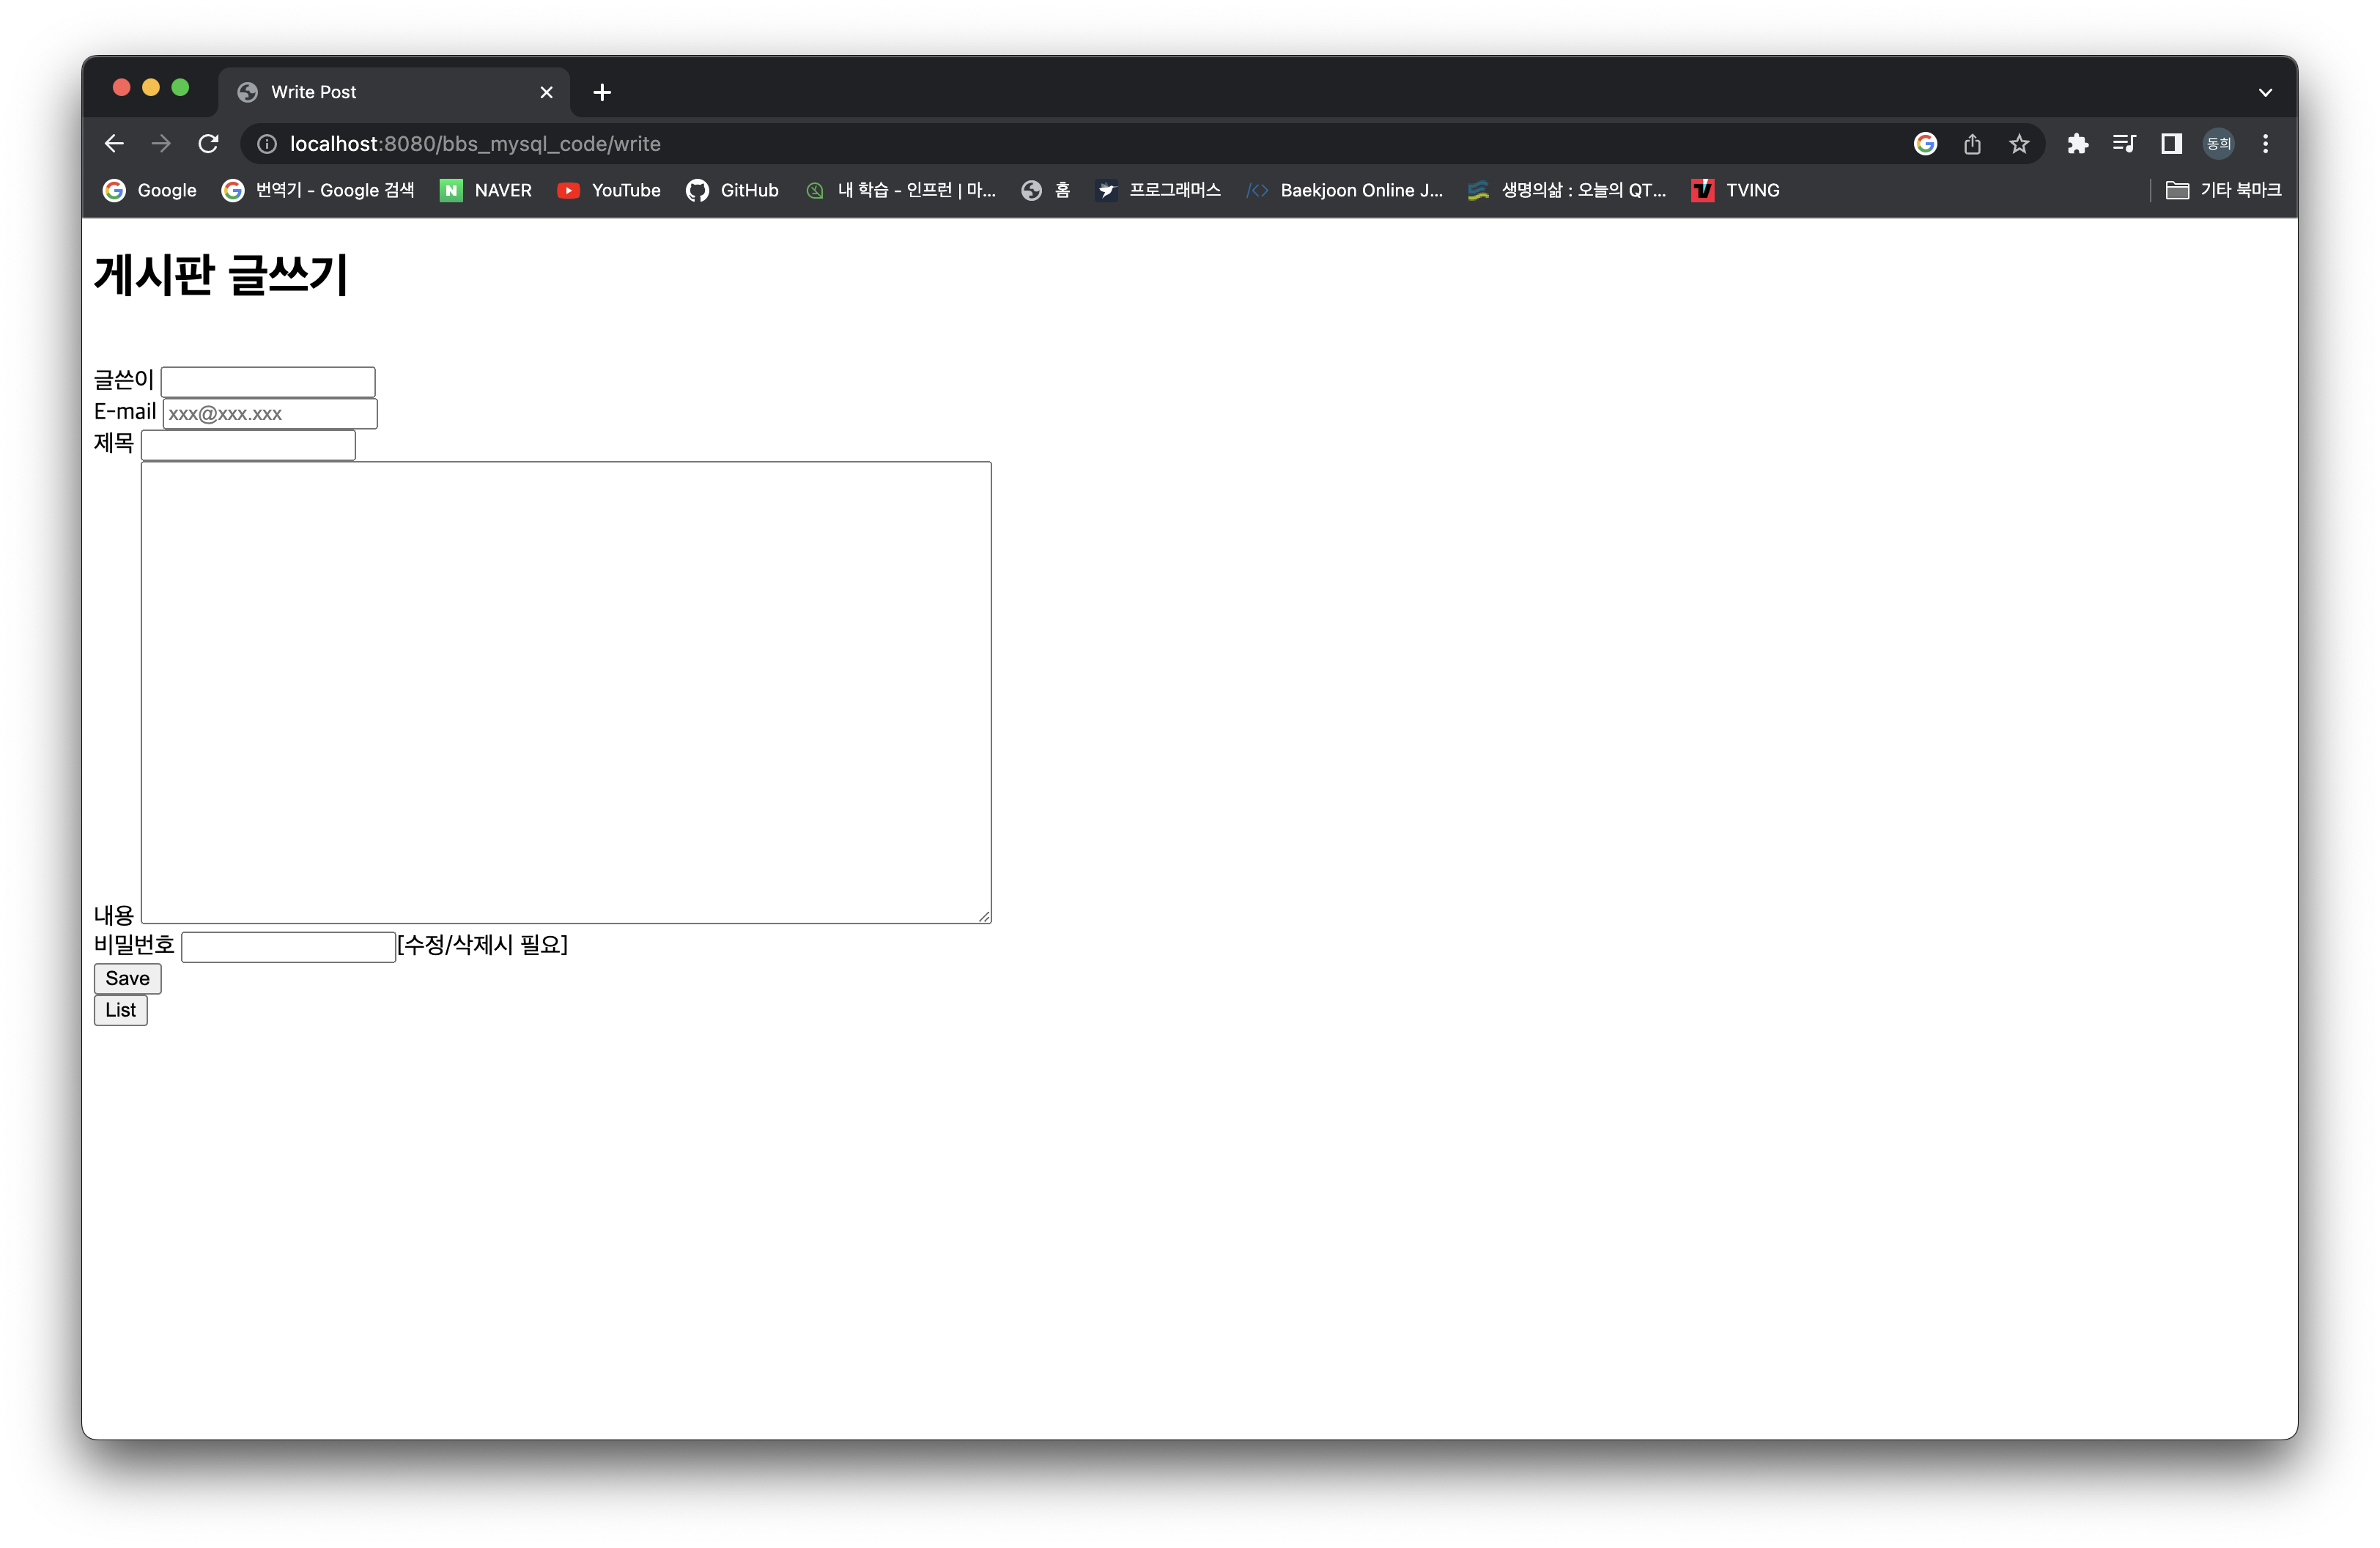 Write Post
localhost:8080/bbs_mysql_code/write
동희
Google 번역기 - Google 검색 N NAVER YouTube GitHub 내 학습 - 인프런 | 마... 홈 프로그래머스 </> Baekjoon Online J... 생명의삶 : 오늘의 QT... TVING 기타 북마크
게시판 글쓰기
글쓴이
E-mail xxx@xxx.xxx
제목
내용
비밀번호 [수정/삭제시 필요]
Save
List